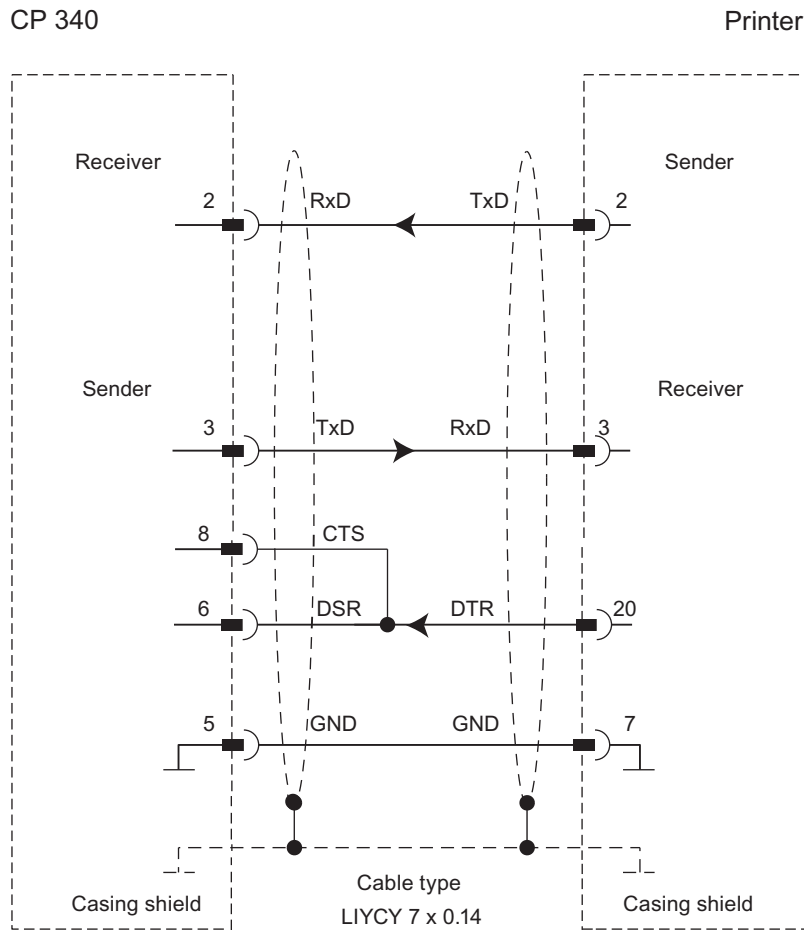 CP 340 Printer
Receiver Sender
2 RxD TxD 2
Sender Receiver
3 TxD RxD 3
8 CTS
6 DSR DTR 20
5 GND GND 7
Casing shield Cable type Casing shield
LIYCY 7 x 0.14